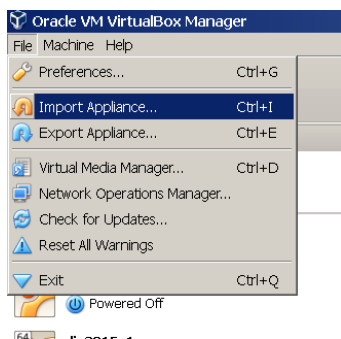 Oracle VM VirtualBox Manager
File Machine Help
Preferences... Ctrl+G
Import Appliance... Ctrl+I
Export Appliance... Ctrl+E
Virtual Media Manager... Ctrl+D
Network Operations Manager...
Check for Updates...
Reset All Warnings
Exit Ctrl+Q
Powered Off
64